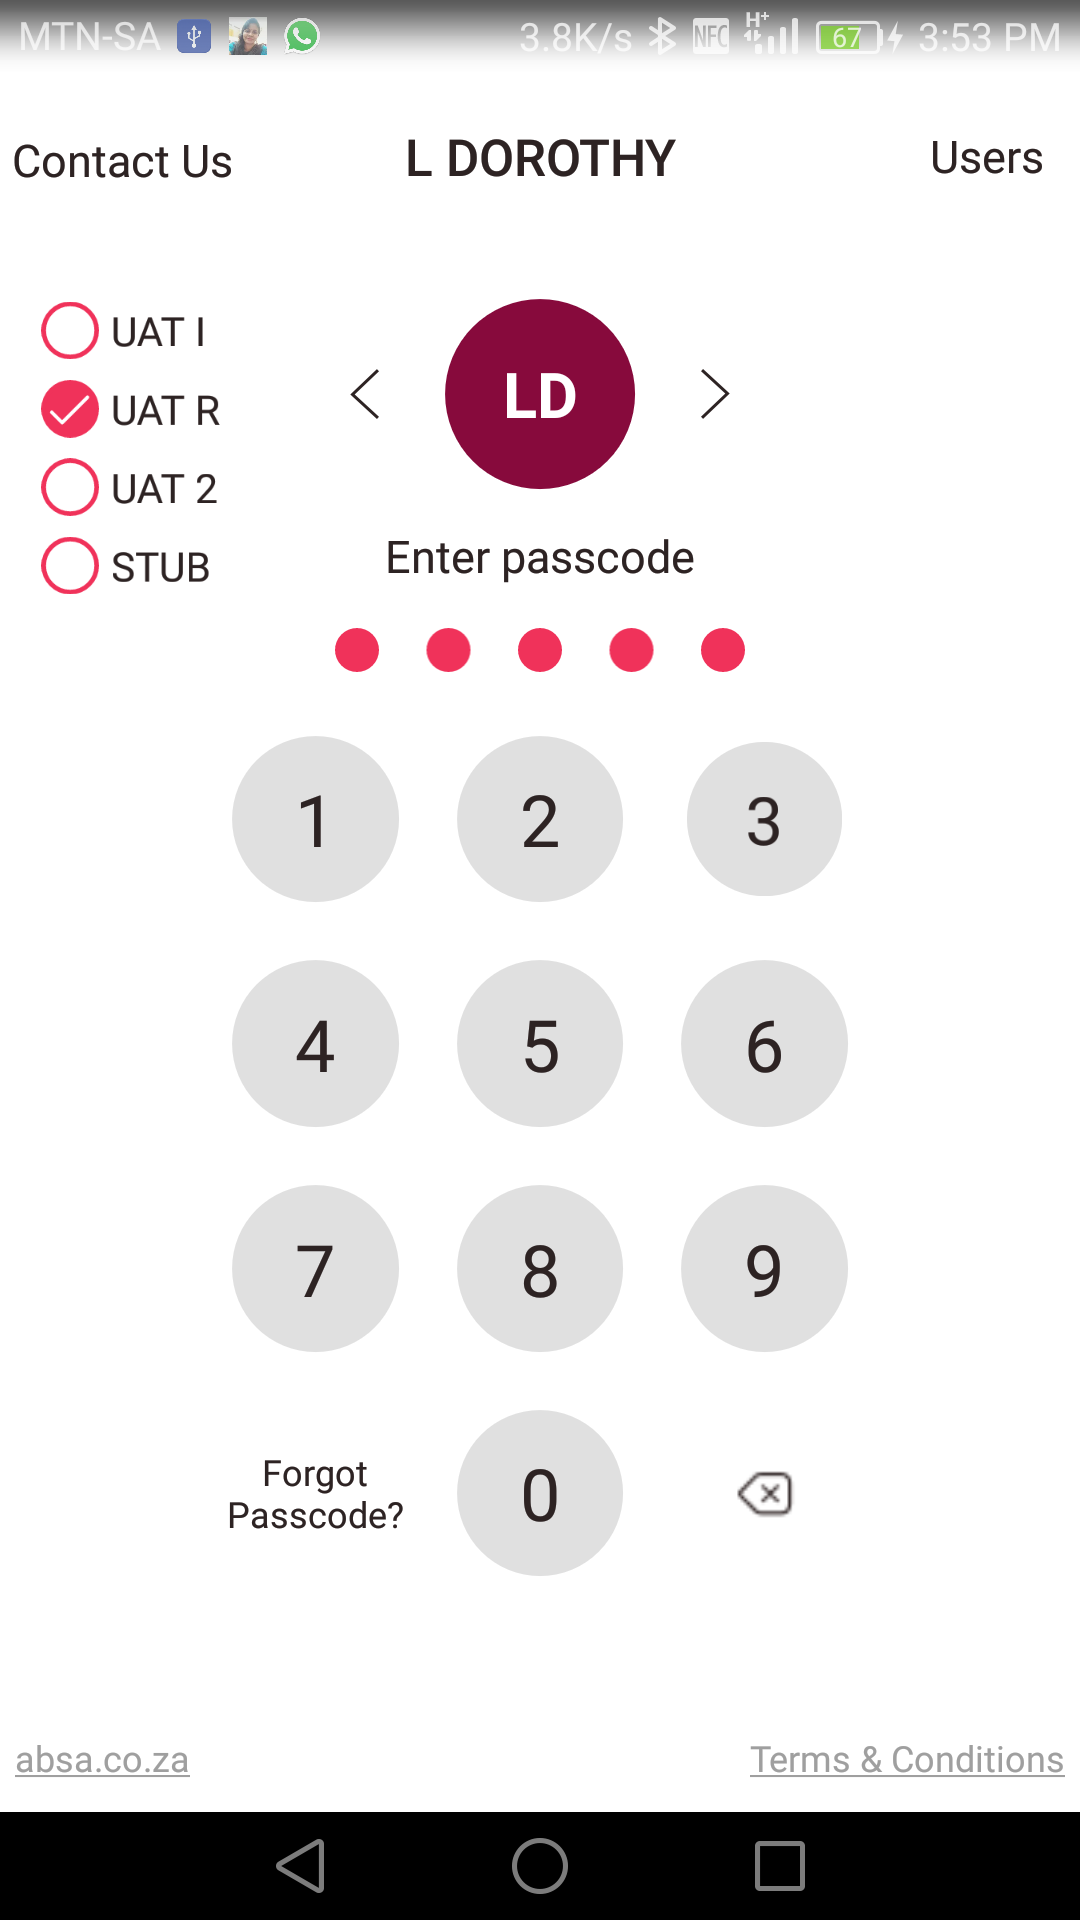 MTN-SA 3.8K/s NFC H+ 67 3:53 PM
Contact Us L DOROTHY Users
UAT I
UAT R
UAT 2
STUB
LD
Enter passcode
1 2 3
4 5 6
7 8 9
Forgot
Passcode?
0
absa.co.za Terms & Conditions